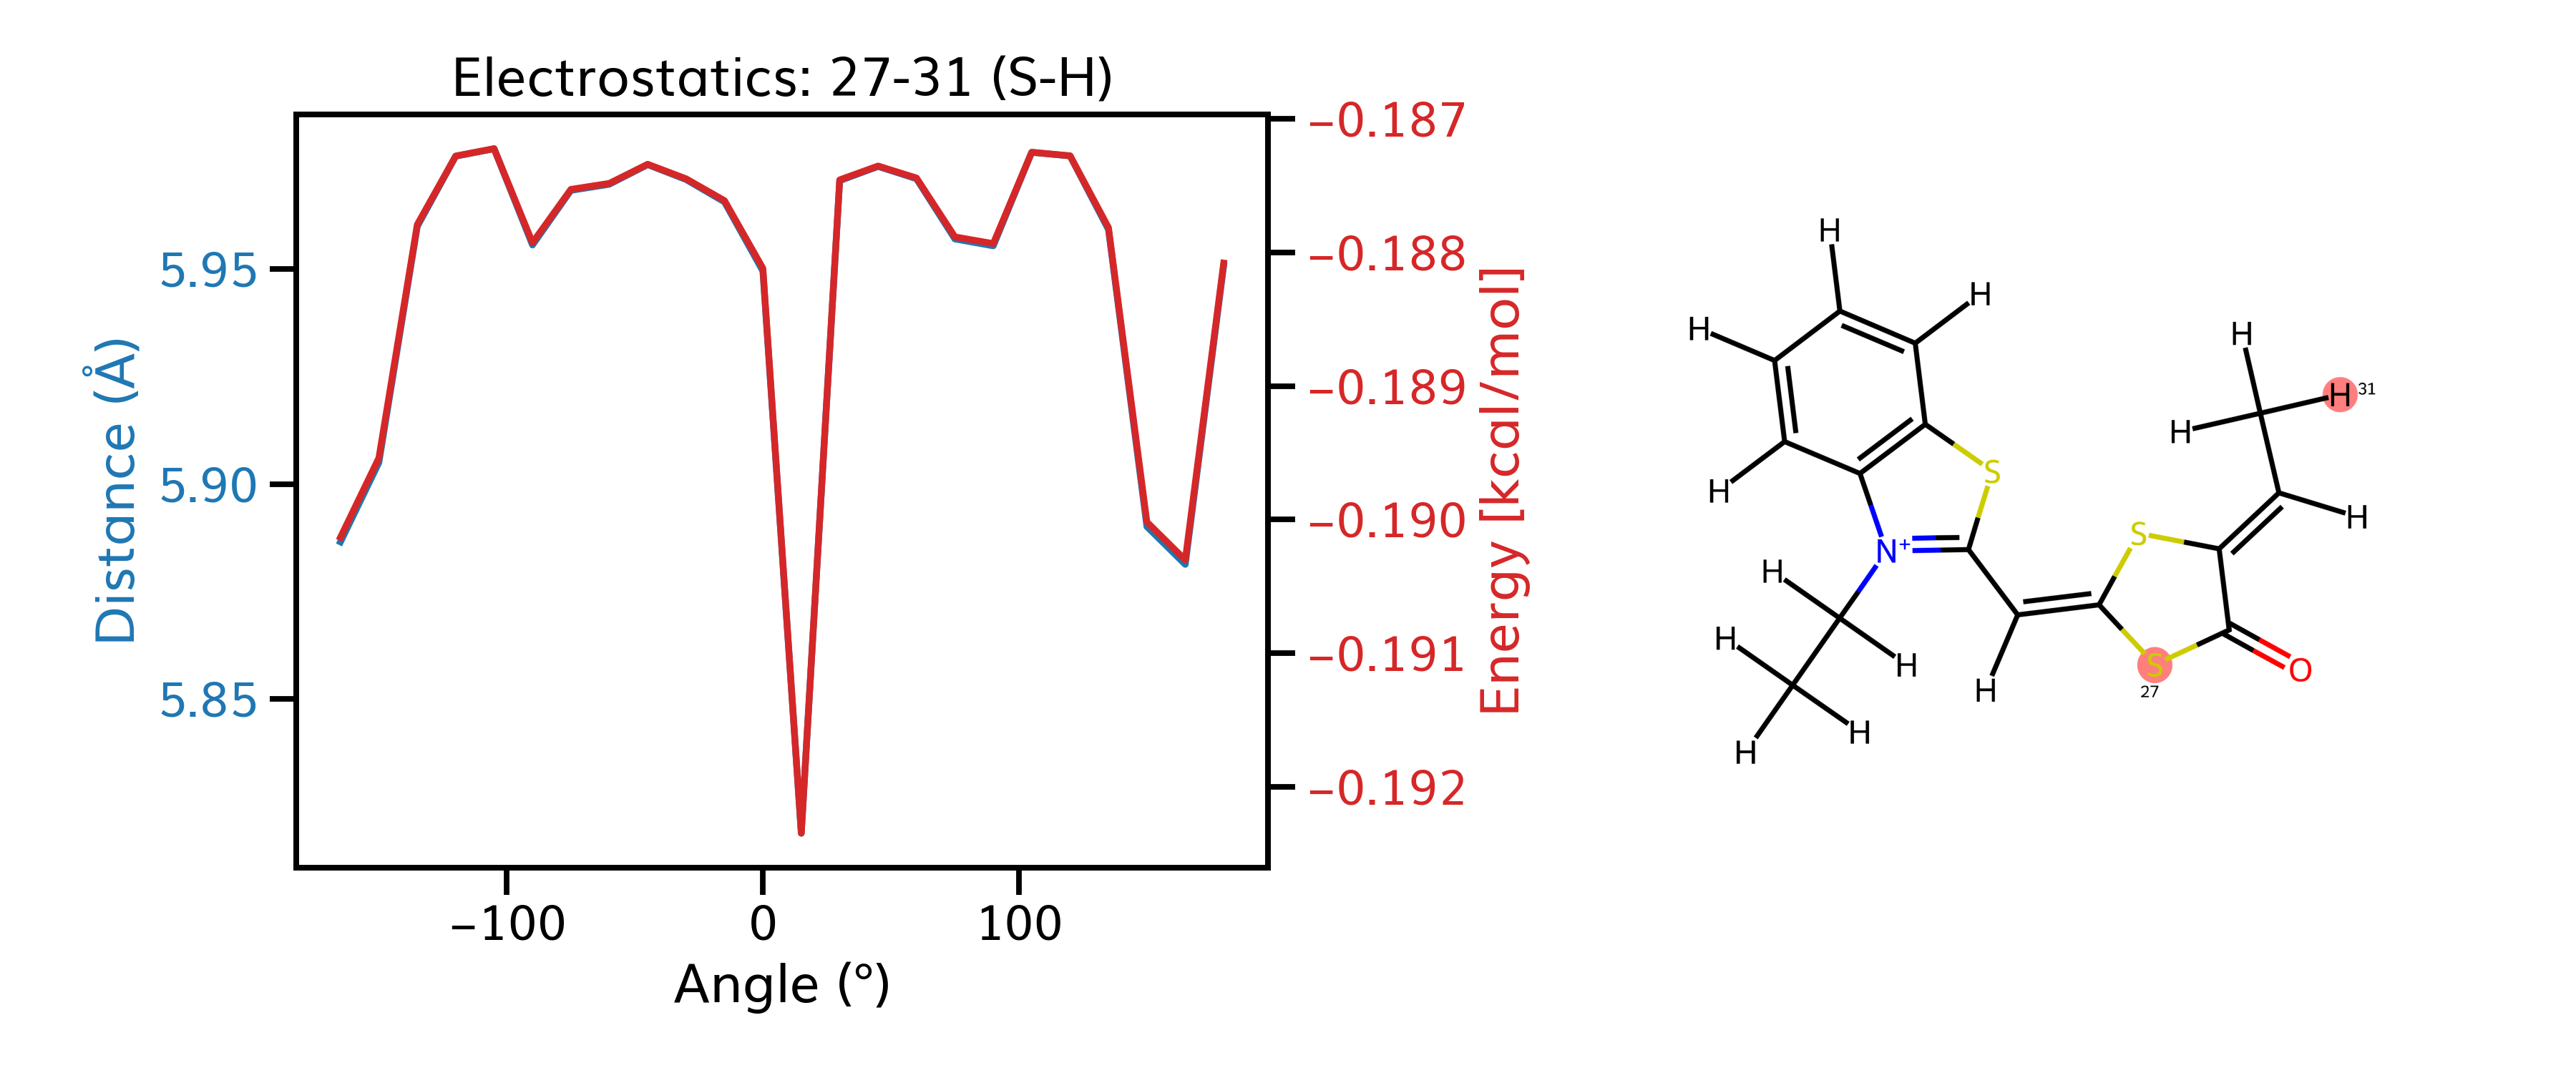 Electrostatics: 27-31 (S-H)
−0.187
−0.188
−0.189
−0.190
−0.191
−0.192
Energy [kcal/mol]
5.95
5.90
5.85
Distance (Å)
−100
0
100
Angle (°)
H
H
H
H
H
H 31
H
S
H
H
S
N+
H
H
H
S
27
O
H
H
H